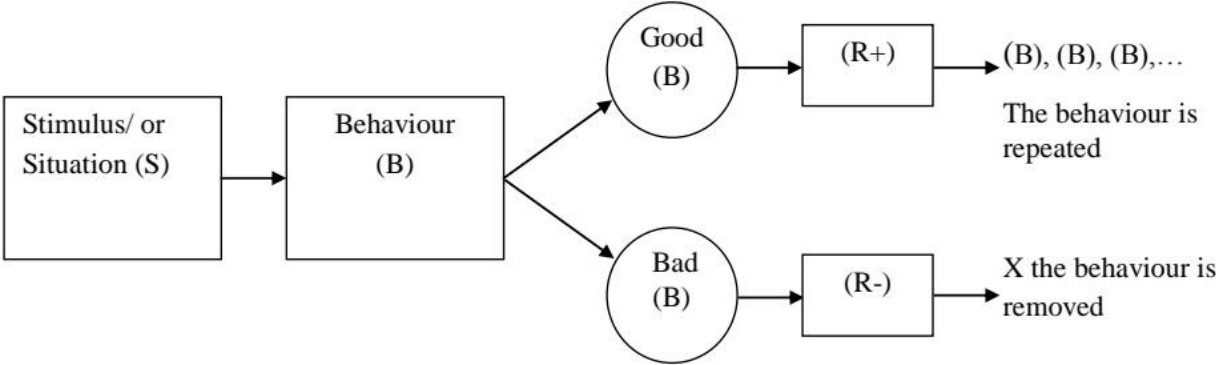 Stimulus/ or
Situation (S)
Behaviour
(B)
Good
(B)
(R+)
(B), (B), (B),…
The behaviour is
repeated
Bad
(B)
(R-)
X the behaviour is
removed